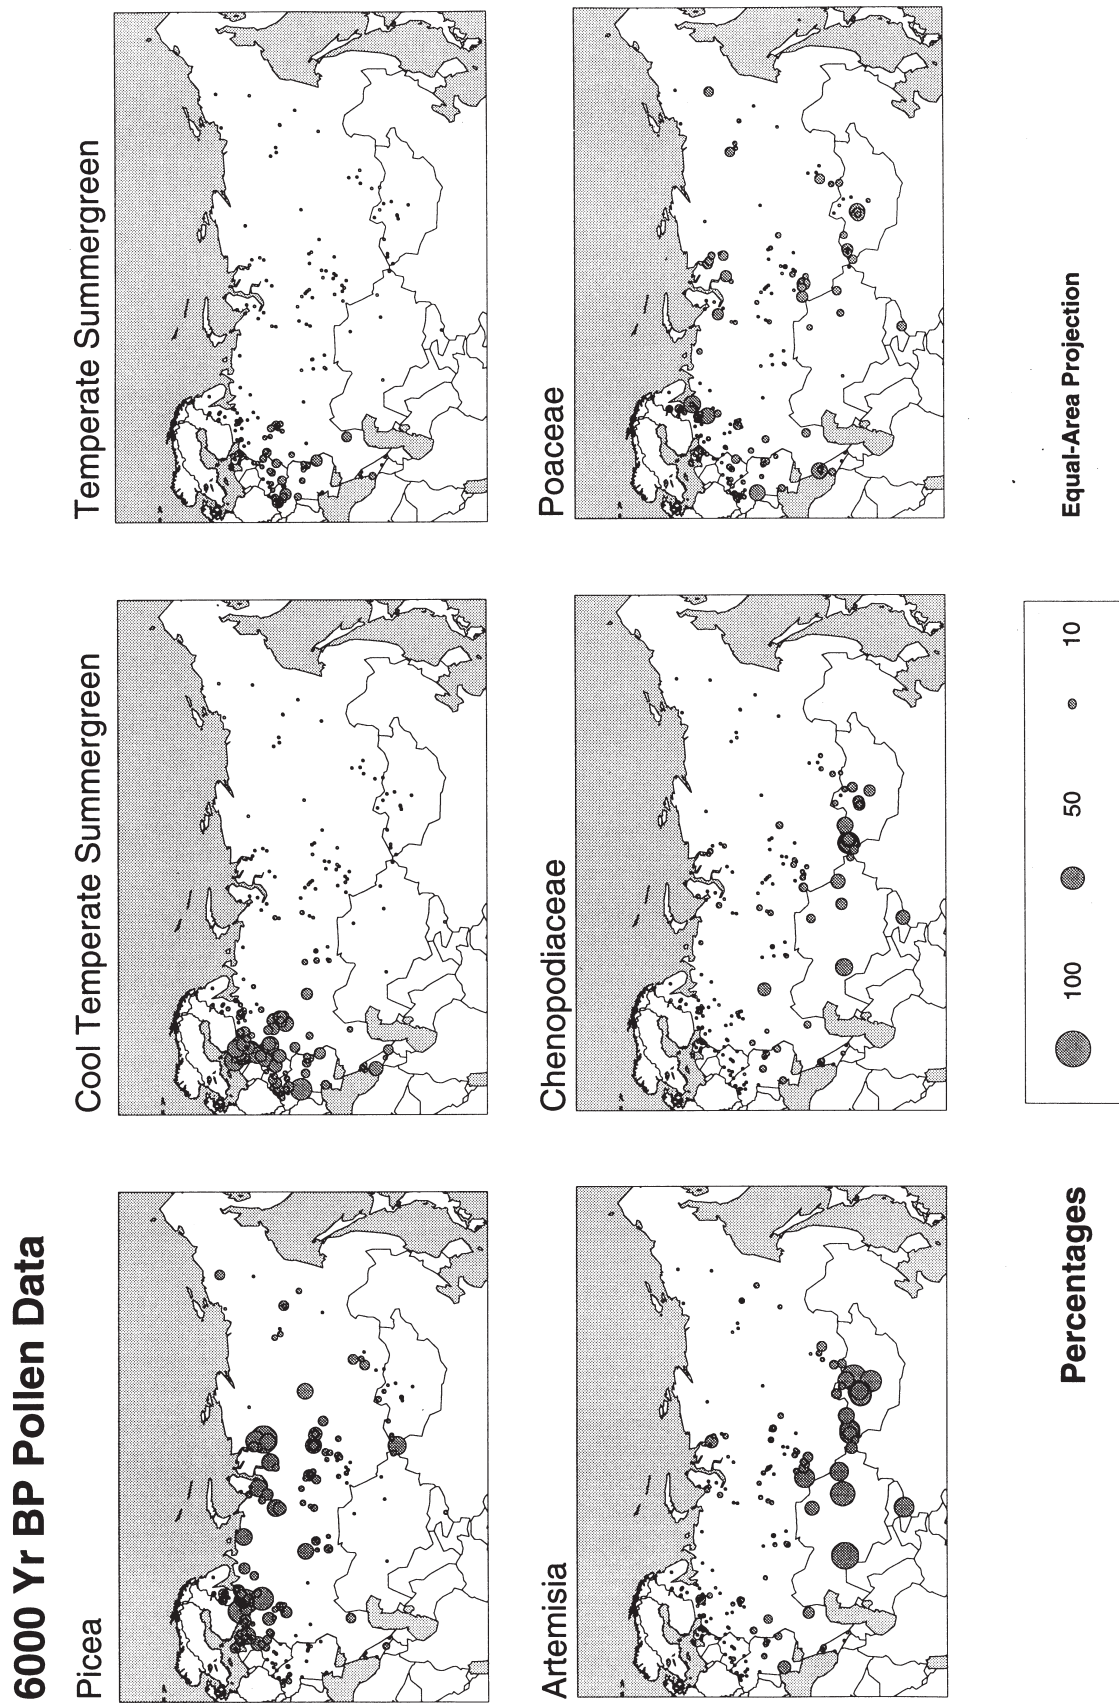 6000 Yr BP Pollen Data
Picea
Cool Temperate Summergreen
Temperate Summergreen
Artemisia
Chenopodiaceae
Poaceae
Percentages
100
50
10
Equal-Area Projection